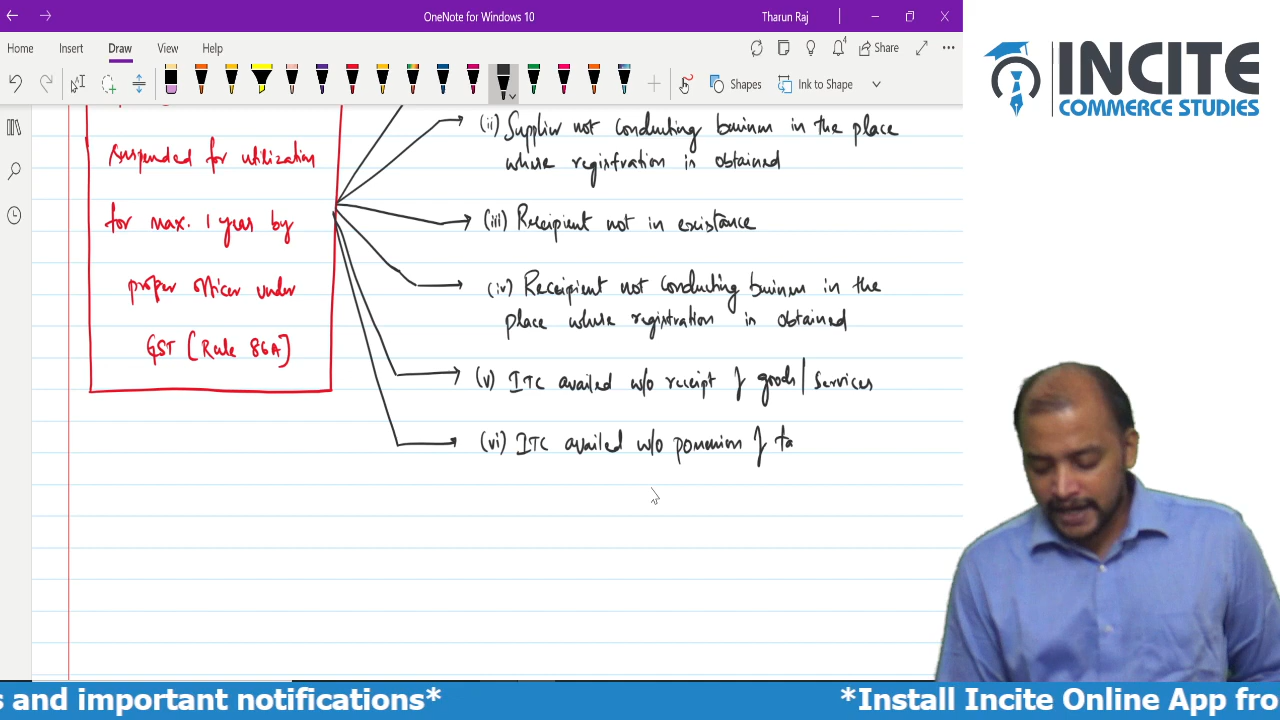 OneNote for Windows 10
Tharun Raj
Home Insert Draw View Help
4 Share
Shapes Ink to Shape
INCITE
COMMERCE STUDIES
suspended for utilization
for max. 1 year by
proper officer under
GST [Rule 86A]
(ii) Supplier not conducting business in the place
where registration is obtained
(iii) Recipient not in existance
(iv) Receipient not conducting business in the
place where registration is obtained
(v) ITC availed w/o receipt of goods/services
(vi) ITC availed w/o possession of ta
s and important notifications*
*Install Incite Online App fro